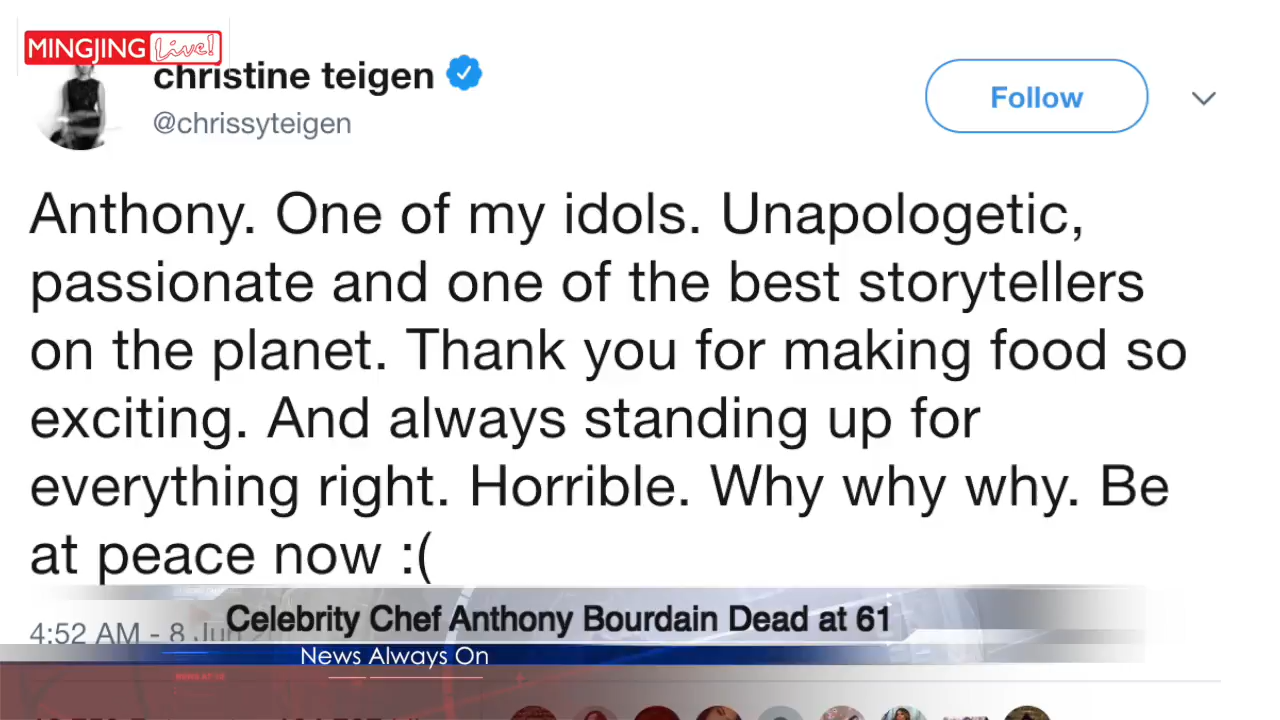 MINGJING Live!
christine teigen
@chrissyteigen
Follow
Anthony. One of my idols. Unapologetic,
passionate and one of the best storytellers
on the planet. Thank you for making food so
exciting. And always standing up for
everything right. Horrible. Why why why. Be
at peace now :(
Celebrity Chef Anthony Bourdain Dead at 61
4:52 AM - 8 Jun
News Always On